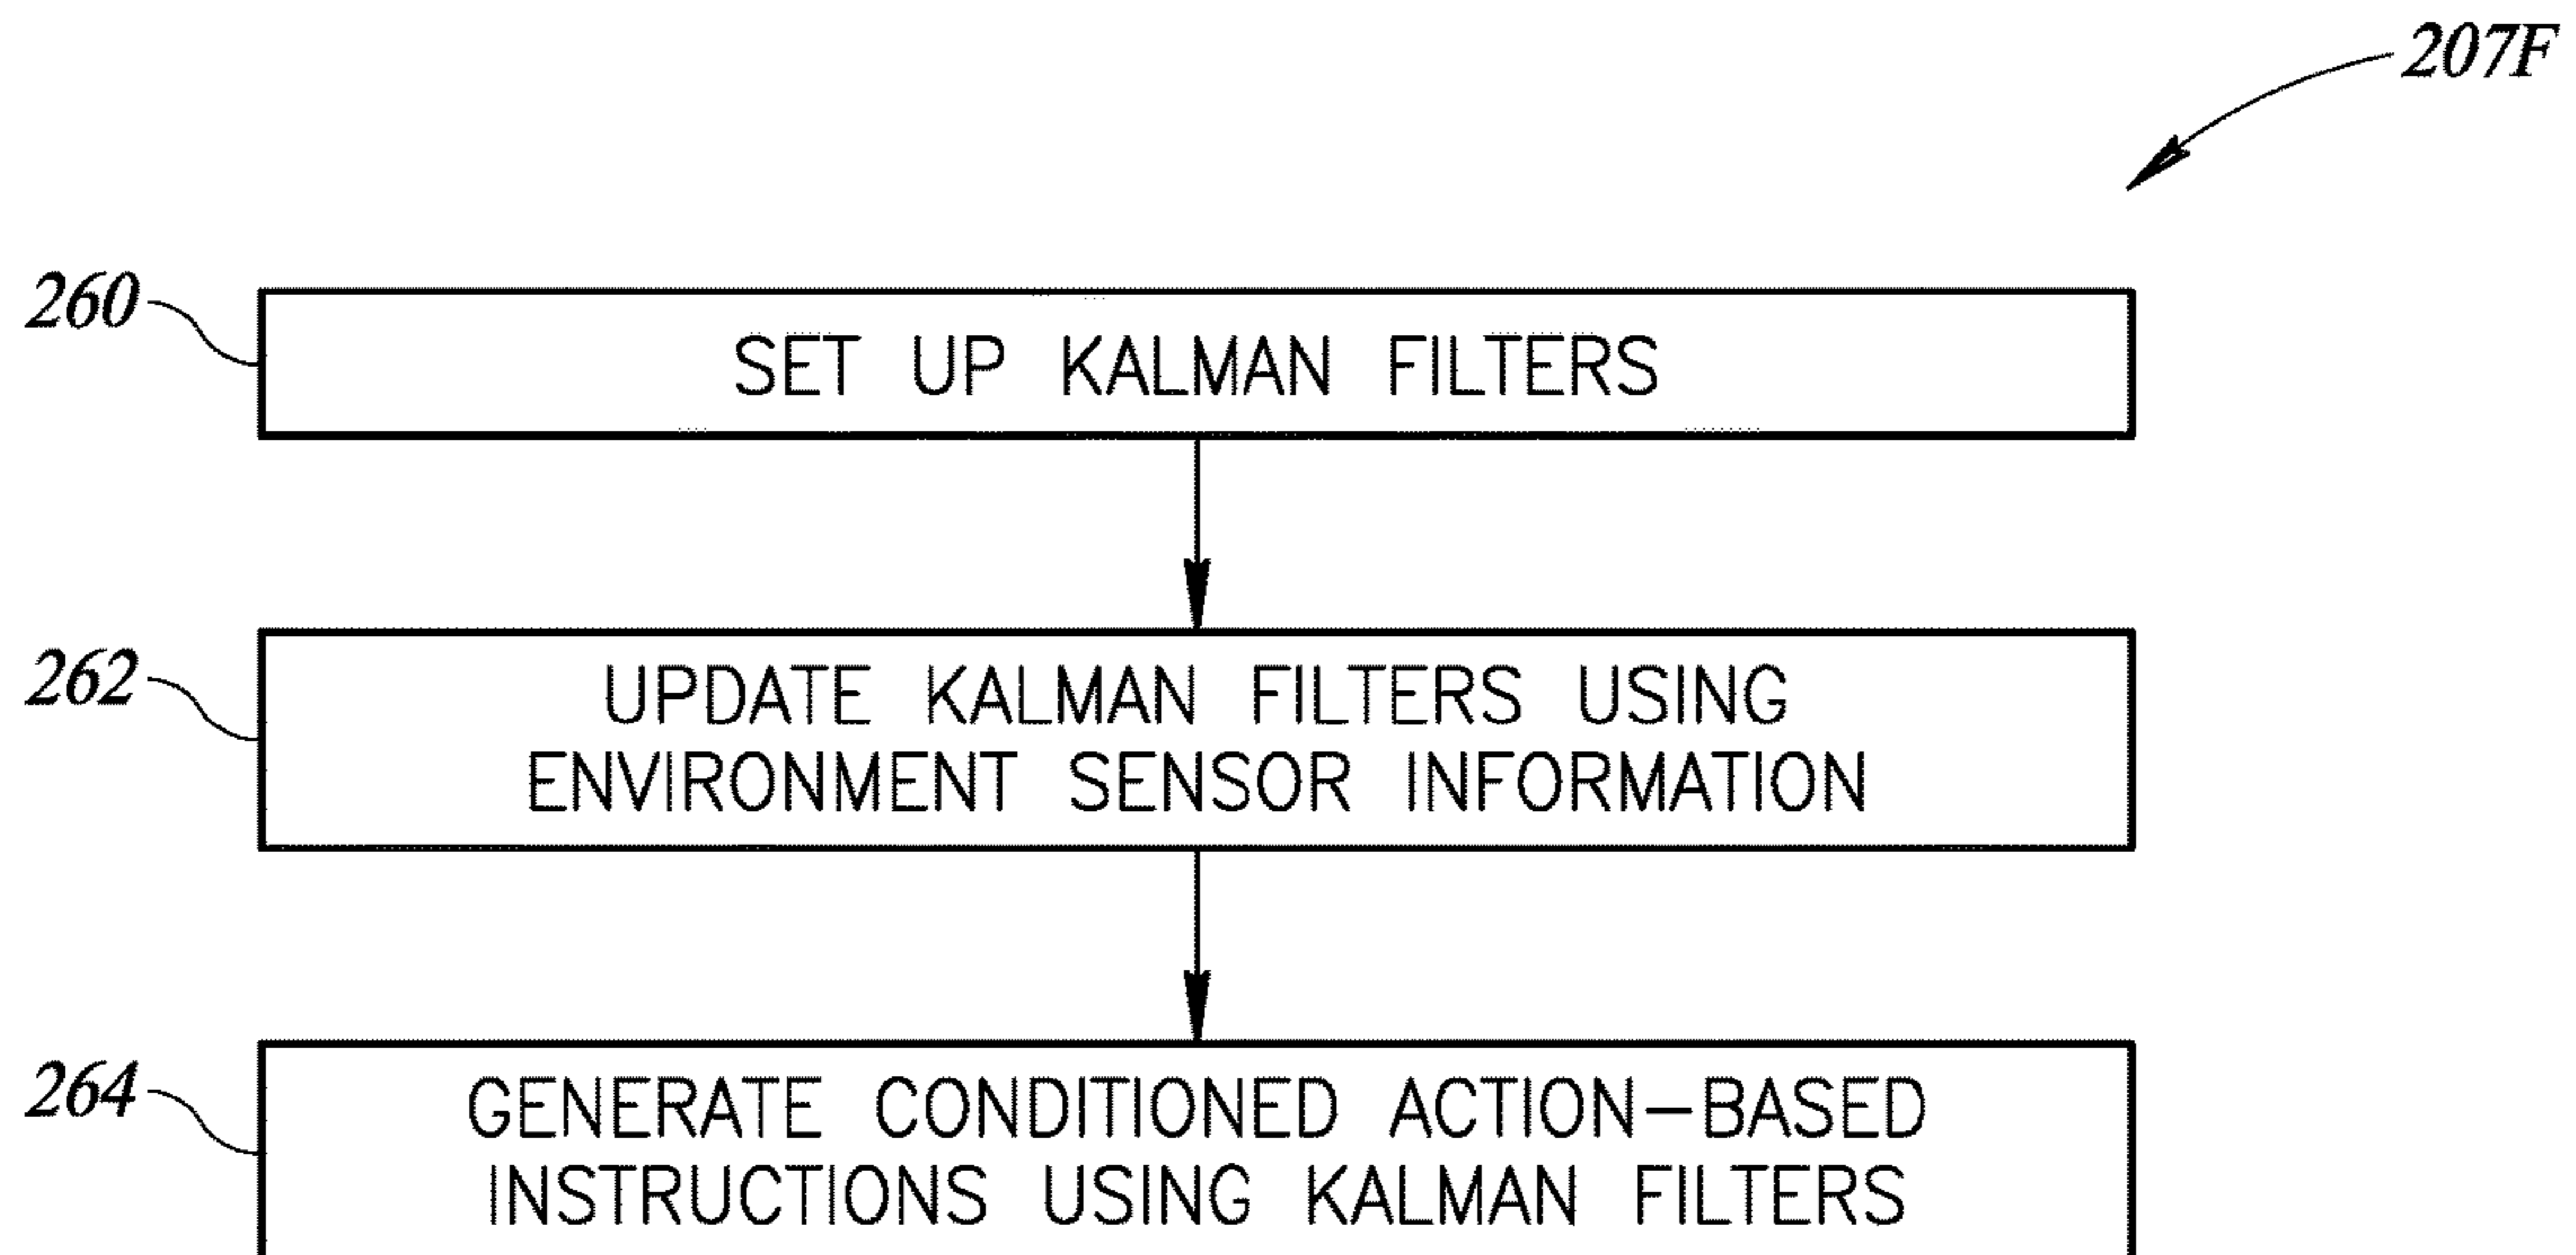 207F
260
SET UP KALMAN FILTERS
262
UPDATE KALMAN FILTERS USING
ENVIRONMENT SENSOR INFORMATION
264
GENERATE CONDITIONED ACTION-BASED
INSTRUCTIONS USING KALMAN FILTERS